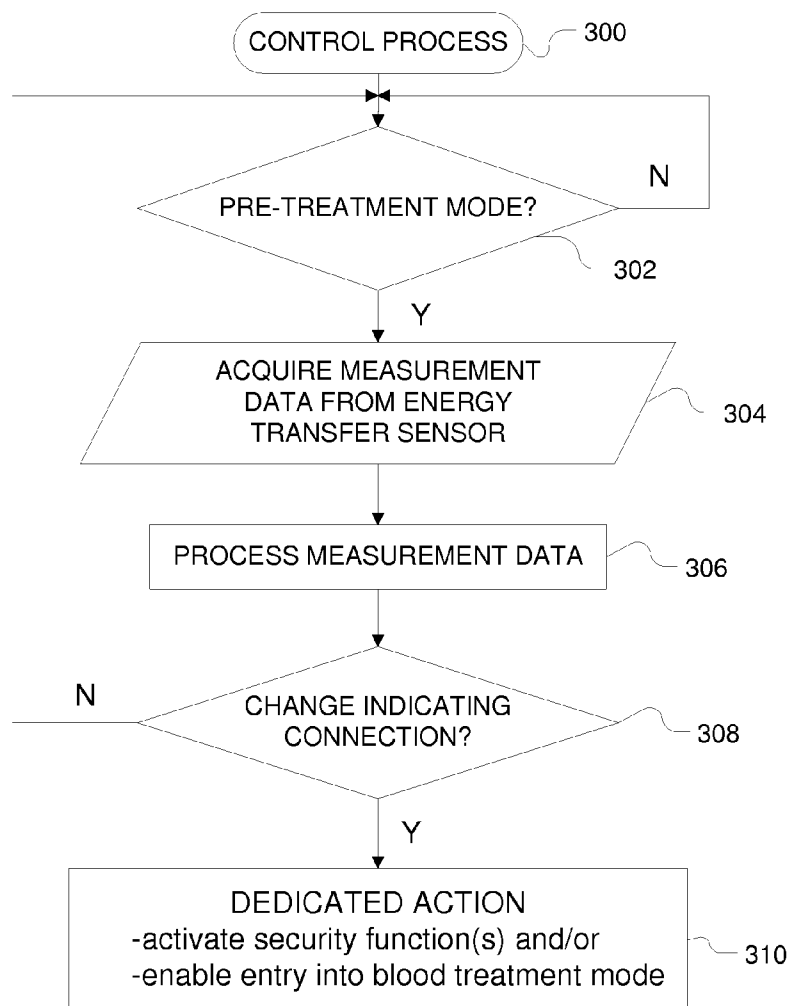 CONTROL PROCESS
300
PRE-TREATMENT MODE?
N
302
Y
ACQUIRE MEASUREMENT
DATA FROM ENERGY
TRANSFER SENSOR
304
PROCESS MEASUREMENT DATA
306
N
CHANGE INDICATING
CONNECTION?
308
Y
DEDICATED ACTION
-activate security function(s) and/or
-enable entry into blood treatment mode
310